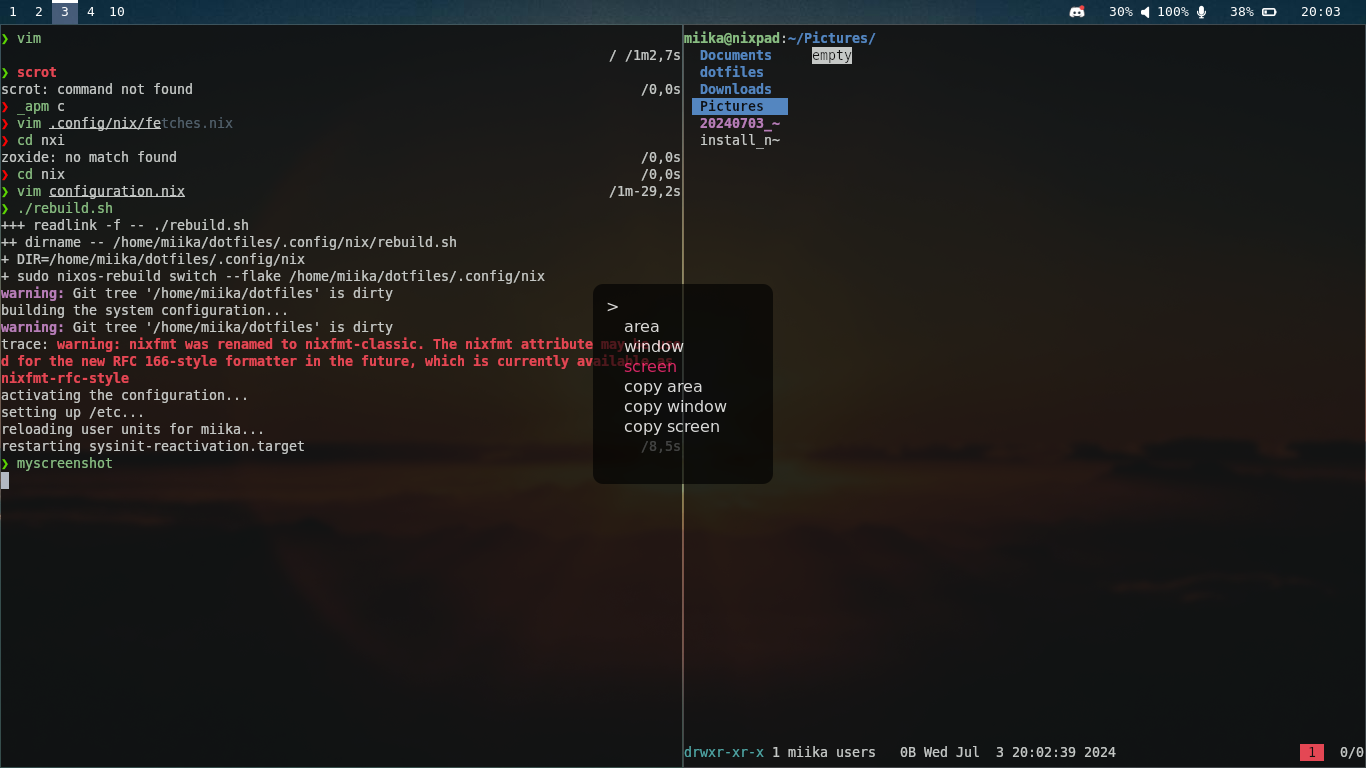 1 2 3 4 10 30% 100% 38% 20:03
❯ vim
/ /1m2,7s
❯ scrot
scrot: command not found /0,0s
❯ _apm c
❯ vim .config/nix/fetches.nix
❯ cd nxi
zoxide: no match found /0,0s
❯ cd nix /0,0s
❯ vim configuration.nix /1m-29,2s
❯ ./rebuild.sh
+++ readlink -f -- ./rebuild.sh
++ dirname -- /home/miika/dotfiles/.config/nix/rebuild.sh
+ DIR=/home/miika/dotfiles/.config/nix
+ sudo nixos-rebuild switch --flake /home/miika/dotfiles/.config/nix
warning: Git tree '/home/miika/dotfiles' is dirty
building the system configuration...
warning: Git tree '/home/miika/dotfiles' is dirty
trace: warning: nixfmt was renamed to nixfmt-classic. The nixfmt attribute may
d for the new RFC 166-style formatter in the future, which is currently available as
nixfmt-rfc-style
activating the configuration...
setting up /etc...
reloading user units for miika...
restarting sysinit-reactivation.target /8,5s
❯ myscreenshot
>
area
window
screen
copy area
copy window
copy screen
miika@nixpad:~/Pictures/
Documents empty
dotfiles
Downloads
Pictures
20240703_~
install_n~
drwxr-xr-x 1 miika users 0B Wed Jul 3 20:02:39 2024 1 0/0